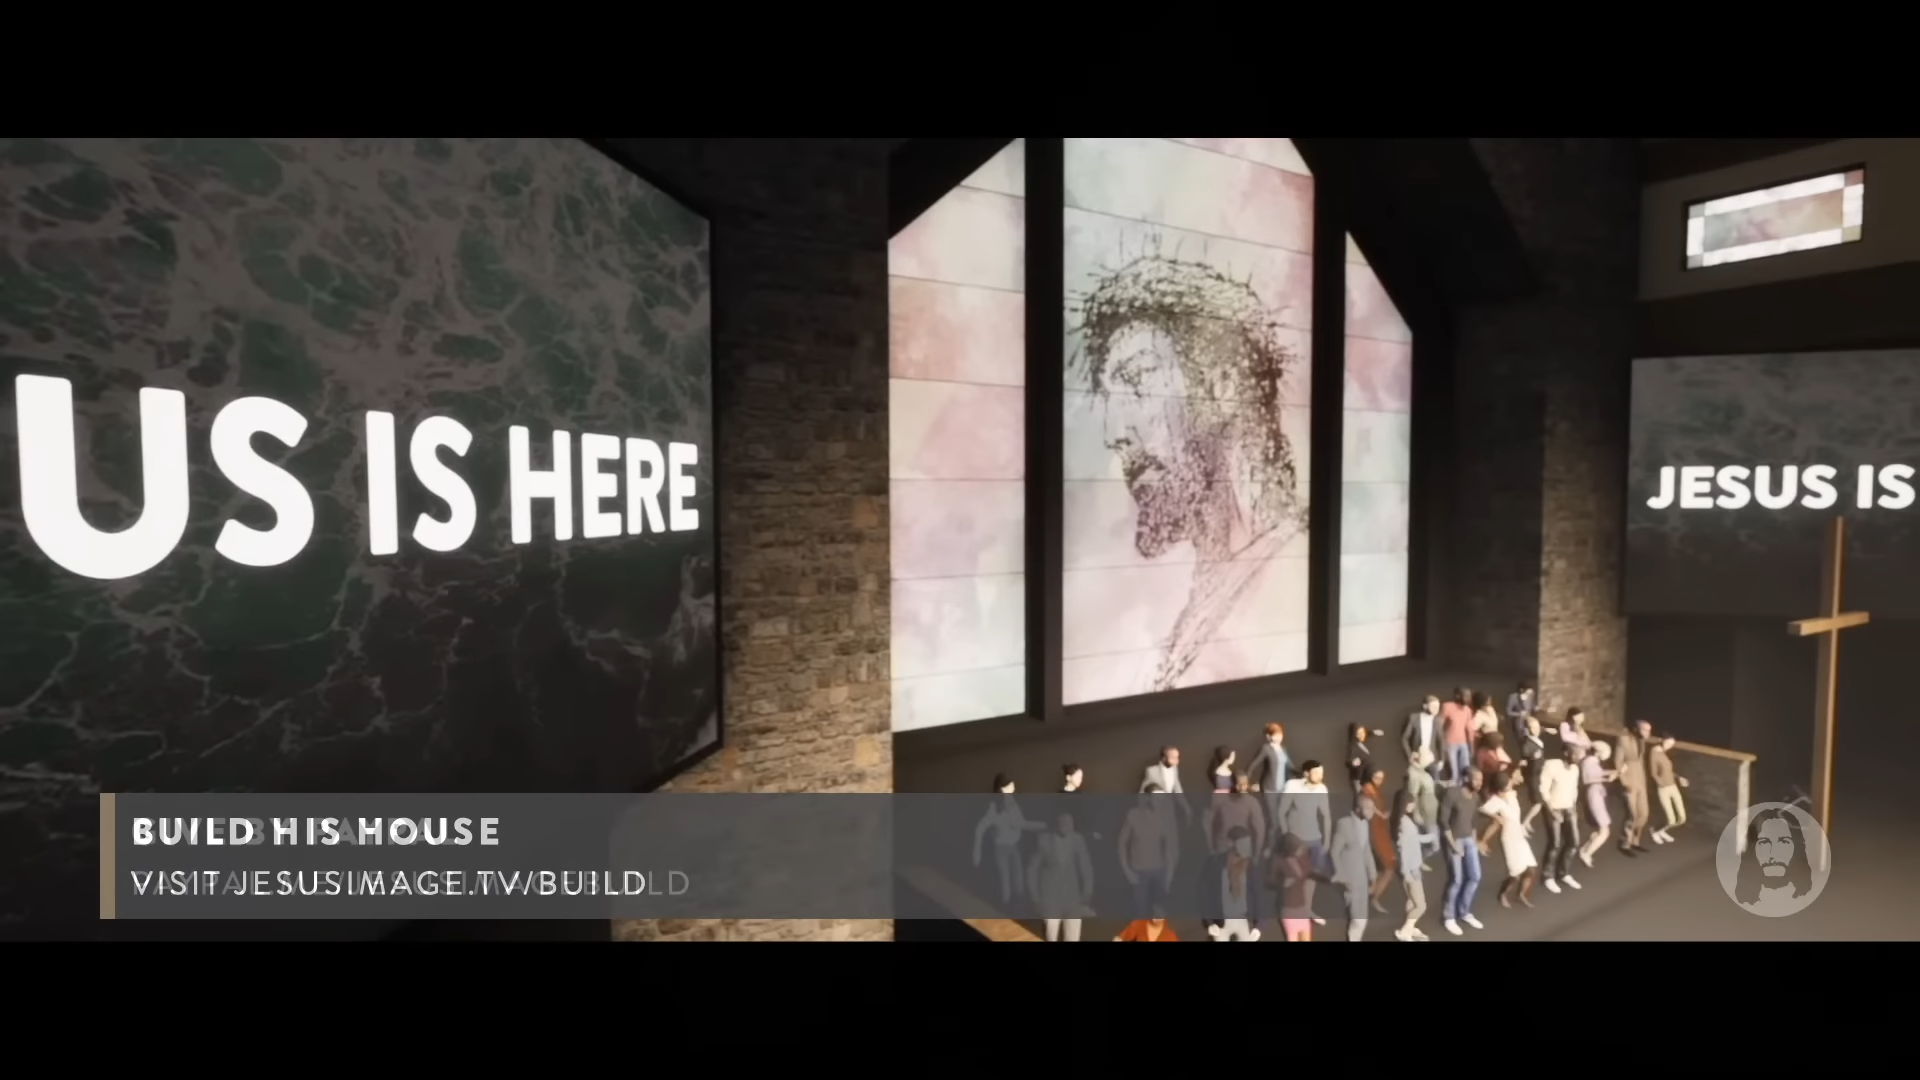 US IS HERE
JESUS IS
BUILD HIS HOUSE
VISIT JESUSIMAGE.TV/BUILD